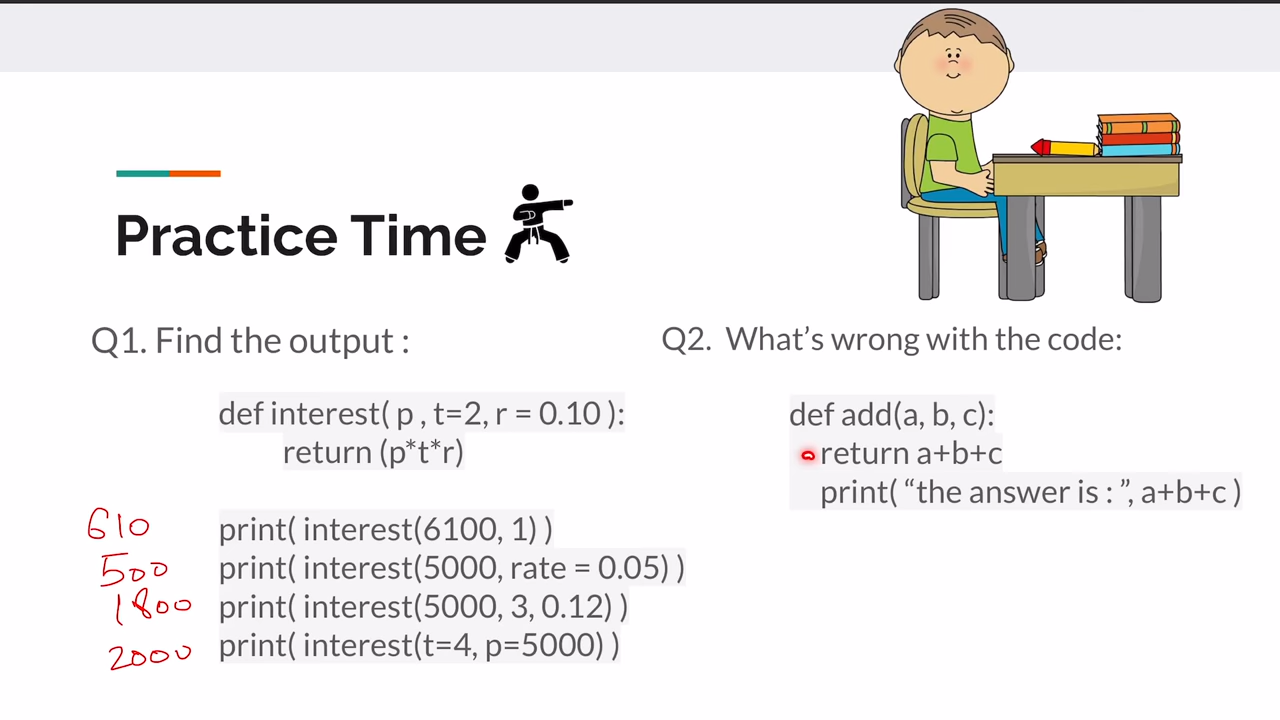 Practice Time
Q1. Find the output :
def interest( p , t=2, r = 0.10 ):
return (p*t*r)
610 print( interest(6100, 1) )
500 print( interest(5000, rate = 0.05) )
1800 print( interest(5000, 3, 0.12) )
2000 print( interest(t=4, p=5000) )
Q2. What’s wrong with the code:
def add(a, b, c):
return a+b+c
print( “the answer is : ”, a+b+c )